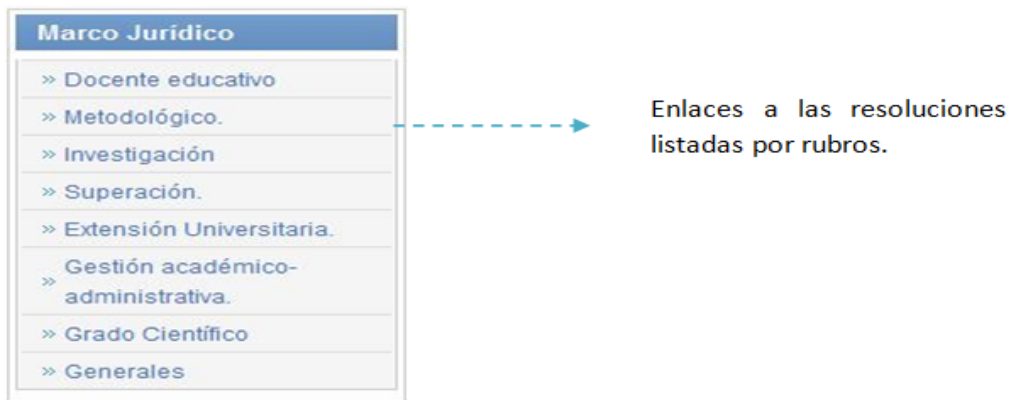 Marco Jurídico
» Docente educativo
» Metodológico.
» Investigación
» Superación.
» Extensión Universitaria.
» Gestión académico-
administrativa.
» Grado Científico
» Generales
Enlaces a las resoluciones
listadas por rubros.